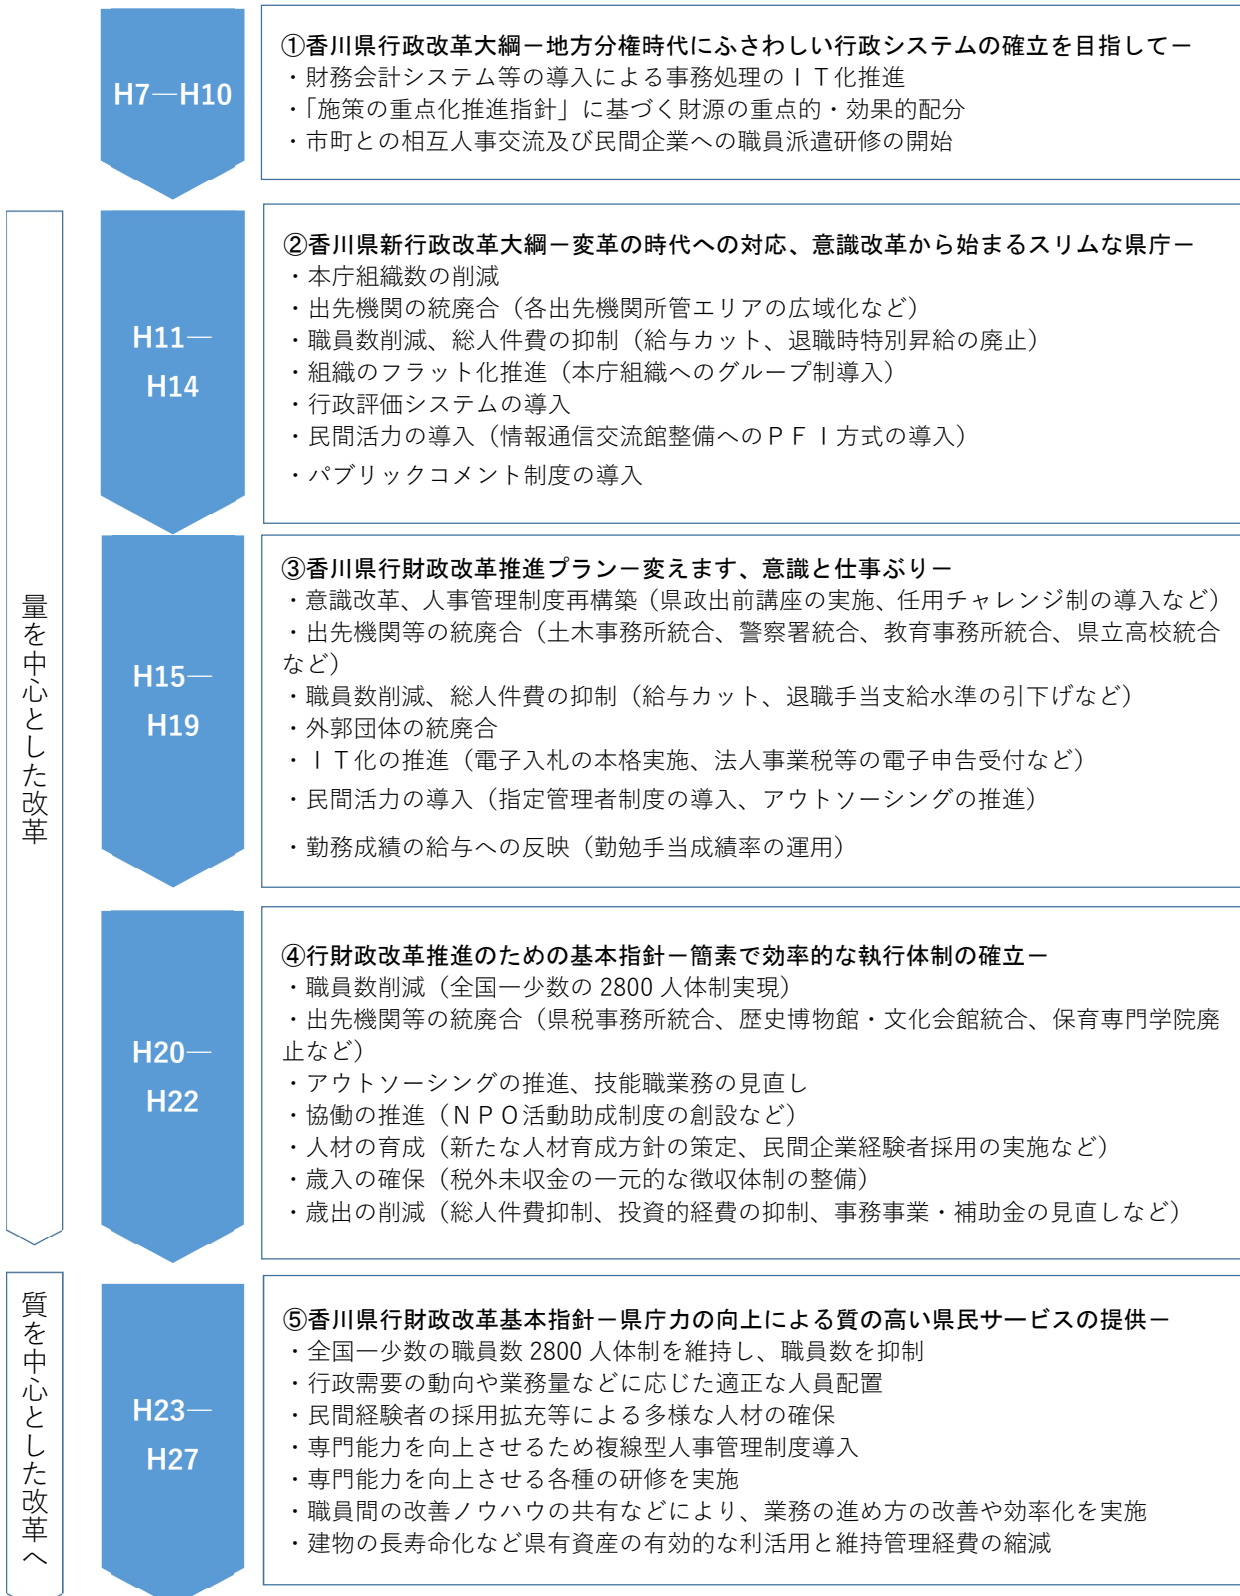 H7―H10
①香川県行政改革大綱－地方分権時代にふさわしい行政システムの確立を目指して－
・財務会計システム等の導入による事務処理のＩＴ化推進
・「施策の重点化推進指針」に基づく財源の重点的・効果的配分
・市町との相互人事交流及び民間企業への職員派遣研修の開始
量を中心とした改革
H11―
H14
②香川県新行政改革大綱－変革の時代への対応、意識改革から始まるスリムな県庁－
・本庁組織数の削減
・出先機関の統廃合（各出先機関所管エリアの広域化など）
・職員数削減、総人件費の抑制（給与カット、退職時特別昇給の廃止）
・組織のフラット化推進（本庁組織へのグループ制導入）
・行政評価システムの導入
・民間活力の導入（情報通信交流館整備へのＰＦＩ方式の導入）
・パブリックコメント制度の導入
H15―
H19
③香川県行財政改革推進プラン－変えます、意識と仕事ぶり－
・意識改革、人事管理制度再構築（県政出前講座の実施、任用チャレンジ制の導入など）
・出先機関等の統廃合（土木事務所統合、警察署統合、教育事務所統合、県立高校統合
など）
・職員数削減、総人件費の抑制（給与カット、退職手当支給水準の引下げなど）
・外郭団体の統廃合
・ＩＴ化の推進（電子入札の本格実施、法人事業税等の電子申告受付など）
・民間活力の導入（指定管理者制度の導入、アウトソーシングの推進）
・勤務成績の給与への反映（勤勉手当成績率の運用）
H20―
H22
④行財政改革推進のための基本指針－簡素で効率的な執行体制の確立－
・職員数削減（全国一少数の 2800 人体制実現）
・出先機関等の統廃合（県税事務所統合、歴史博物館・文化会館統合、保育専門学院廃
止など）
・アウトソーシングの推進、技能職業務の見直し
・協働の推進（ＮＰＯ活動助成制度の創設など）
・人材の育成（新たな人材育成方針の策定、民間企業経験者採用の実施など）
・歳入の確保（税外未収金の一元的な徴収体制の整備）
・歳出の削減（総人件費抑制、投資的経費の抑制、事務事業・補助金の見直しなど）
質を中心とした改革へ
H23―
H27
⑤香川県行財政改革基本指針－県庁力の向上による質の高い県民サービスの提供－
・全国一少数の職員数 2800 人体制を維持し、職員数を抑制
・行政需要の動向や業務量などに応じた適正な人員配置
・民間経験者の採用拡充等による多様な人材の確保
・専門能力を向上させるため複線型人事管理制度導入
・専門能力を向上させる各種の研修を実施
・職員間の改善ノウハウの共有などにより、業務の進め方の改善や効率化を実施
・建物の長寿命化など県有資産の有効的な利活用と維持管理経費の縮減